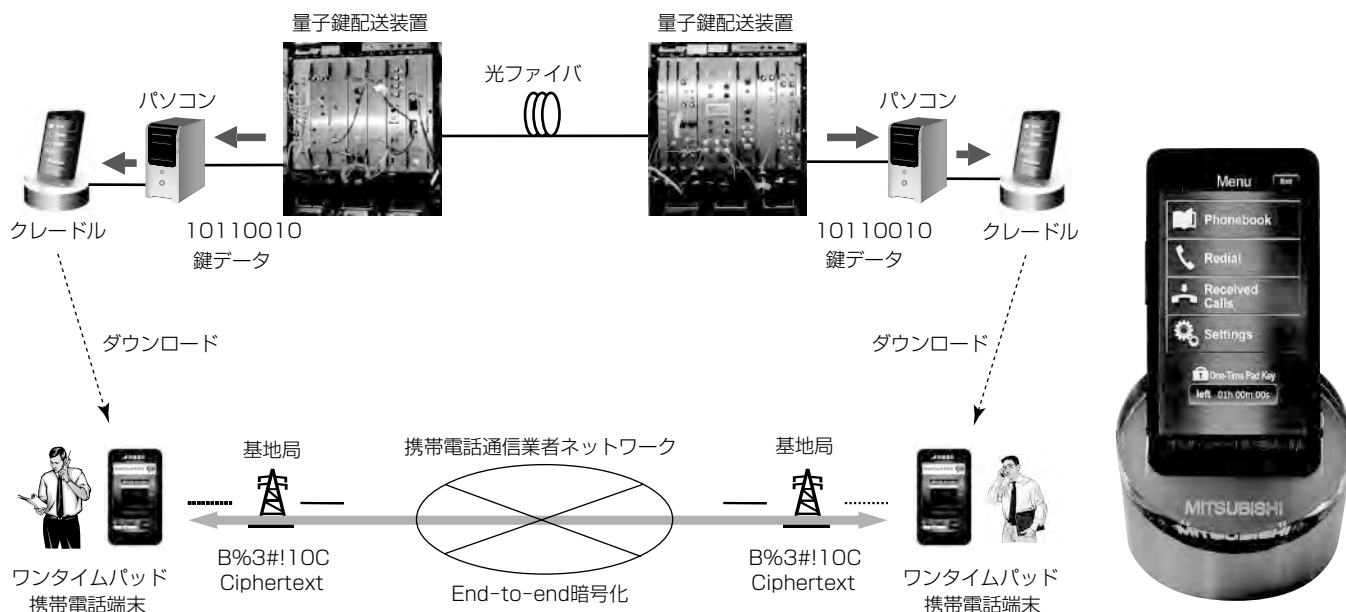 量子鍵配送装置
量子鍵配送装置
光ファイバ
パソコン
パソコン
クレードル
10110010
鍵データ
10110010
鍵データ
クレードル
ダウンロード
ダウンロード
基地局
携帯電話通信業者ネットワーク
基地局
B%3#!10C
Ciphertext
B%3#!10C
Ciphertext
ワンタイムパッド
携帯電話端末
End-to-end暗号化
ワンタイムパッド
携帯電話端末
Menu
Exit
Phonebook
Redial
Received
Calls
Settings
One-Time Pad Key
left 01h 00m 00s
MITSUBISHI